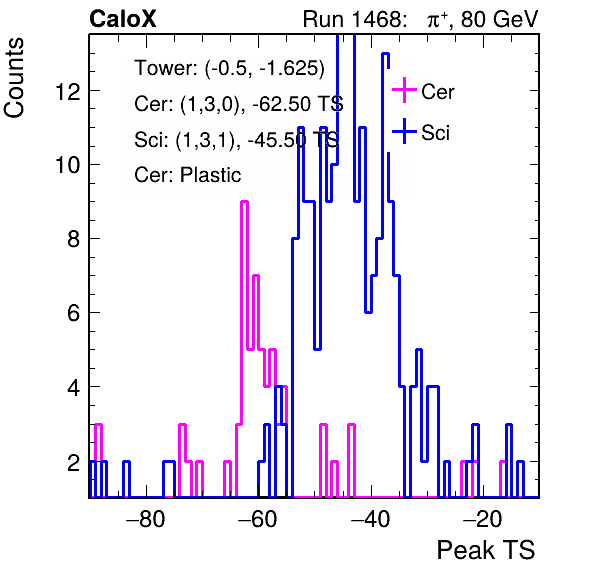 CaloX Run 1468: π⁺, 80 GeV
Counts
Tower: (-0.5, -1.625)
Cer: (1,3,0), -62.50 TS
Sci: (1,3,1), -45.50 TS
Cer: Plastic
Cer
Sci
12
10
8
6
4
2
−80 −60 −40 −20
Peak TS